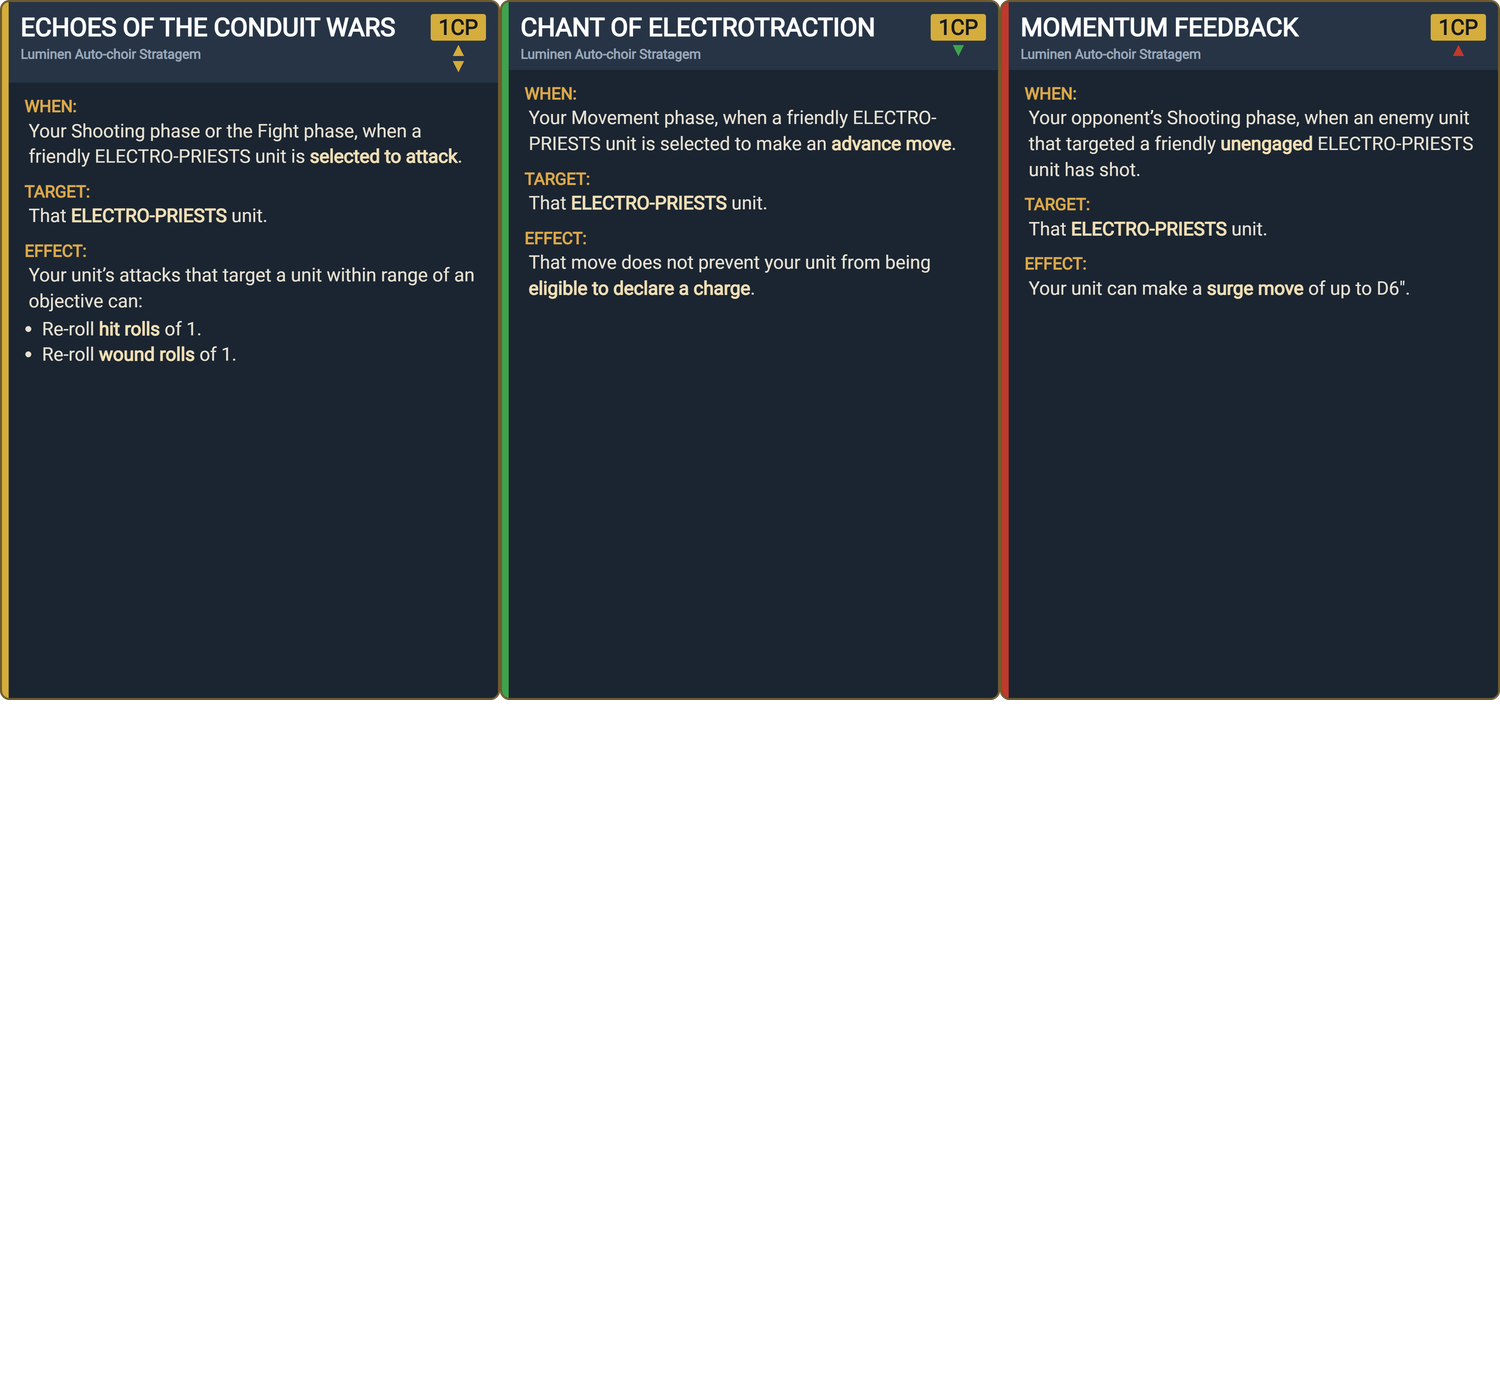 ECHOES OF THE CONDUIT WARS
1CP
Luminen Auto-choir Stratagem
WHEN:
Your Shooting phase or the Fight phase, when a
friendly ELECTRO-PRIESTS unit is selected to attack.
TARGET:
That ELECTRO-PRIESTS unit.
EFFECT:
Your unit’s attacks that target a unit within range of an
objective can:
• Re-roll hit rolls of 1.
• Re-roll wound rolls of 1.
CHANT OF ELECTROTRACTION
1CP
Luminen Auto-choir Stratagem
WHEN:
Your Movement phase, when a friendly ELECTRO-
PRIESTS unit is selected to make an advance move.
TARGET:
That ELECTRO-PRIESTS unit.
EFFECT:
That move does not prevent your unit from being
eligible to declare a charge.
MOMENTUM FEEDBACK
1CP
Luminen Auto-choir Stratagem
WHEN:
Your opponent’s Shooting phase, when an enemy unit
that targeted a friendly unengaged ELECTRO-PRIESTS
unit has shot.
TARGET:
That ELECTRO-PRIESTS unit.
EFFECT:
Your unit can make a surge move of up to D6".